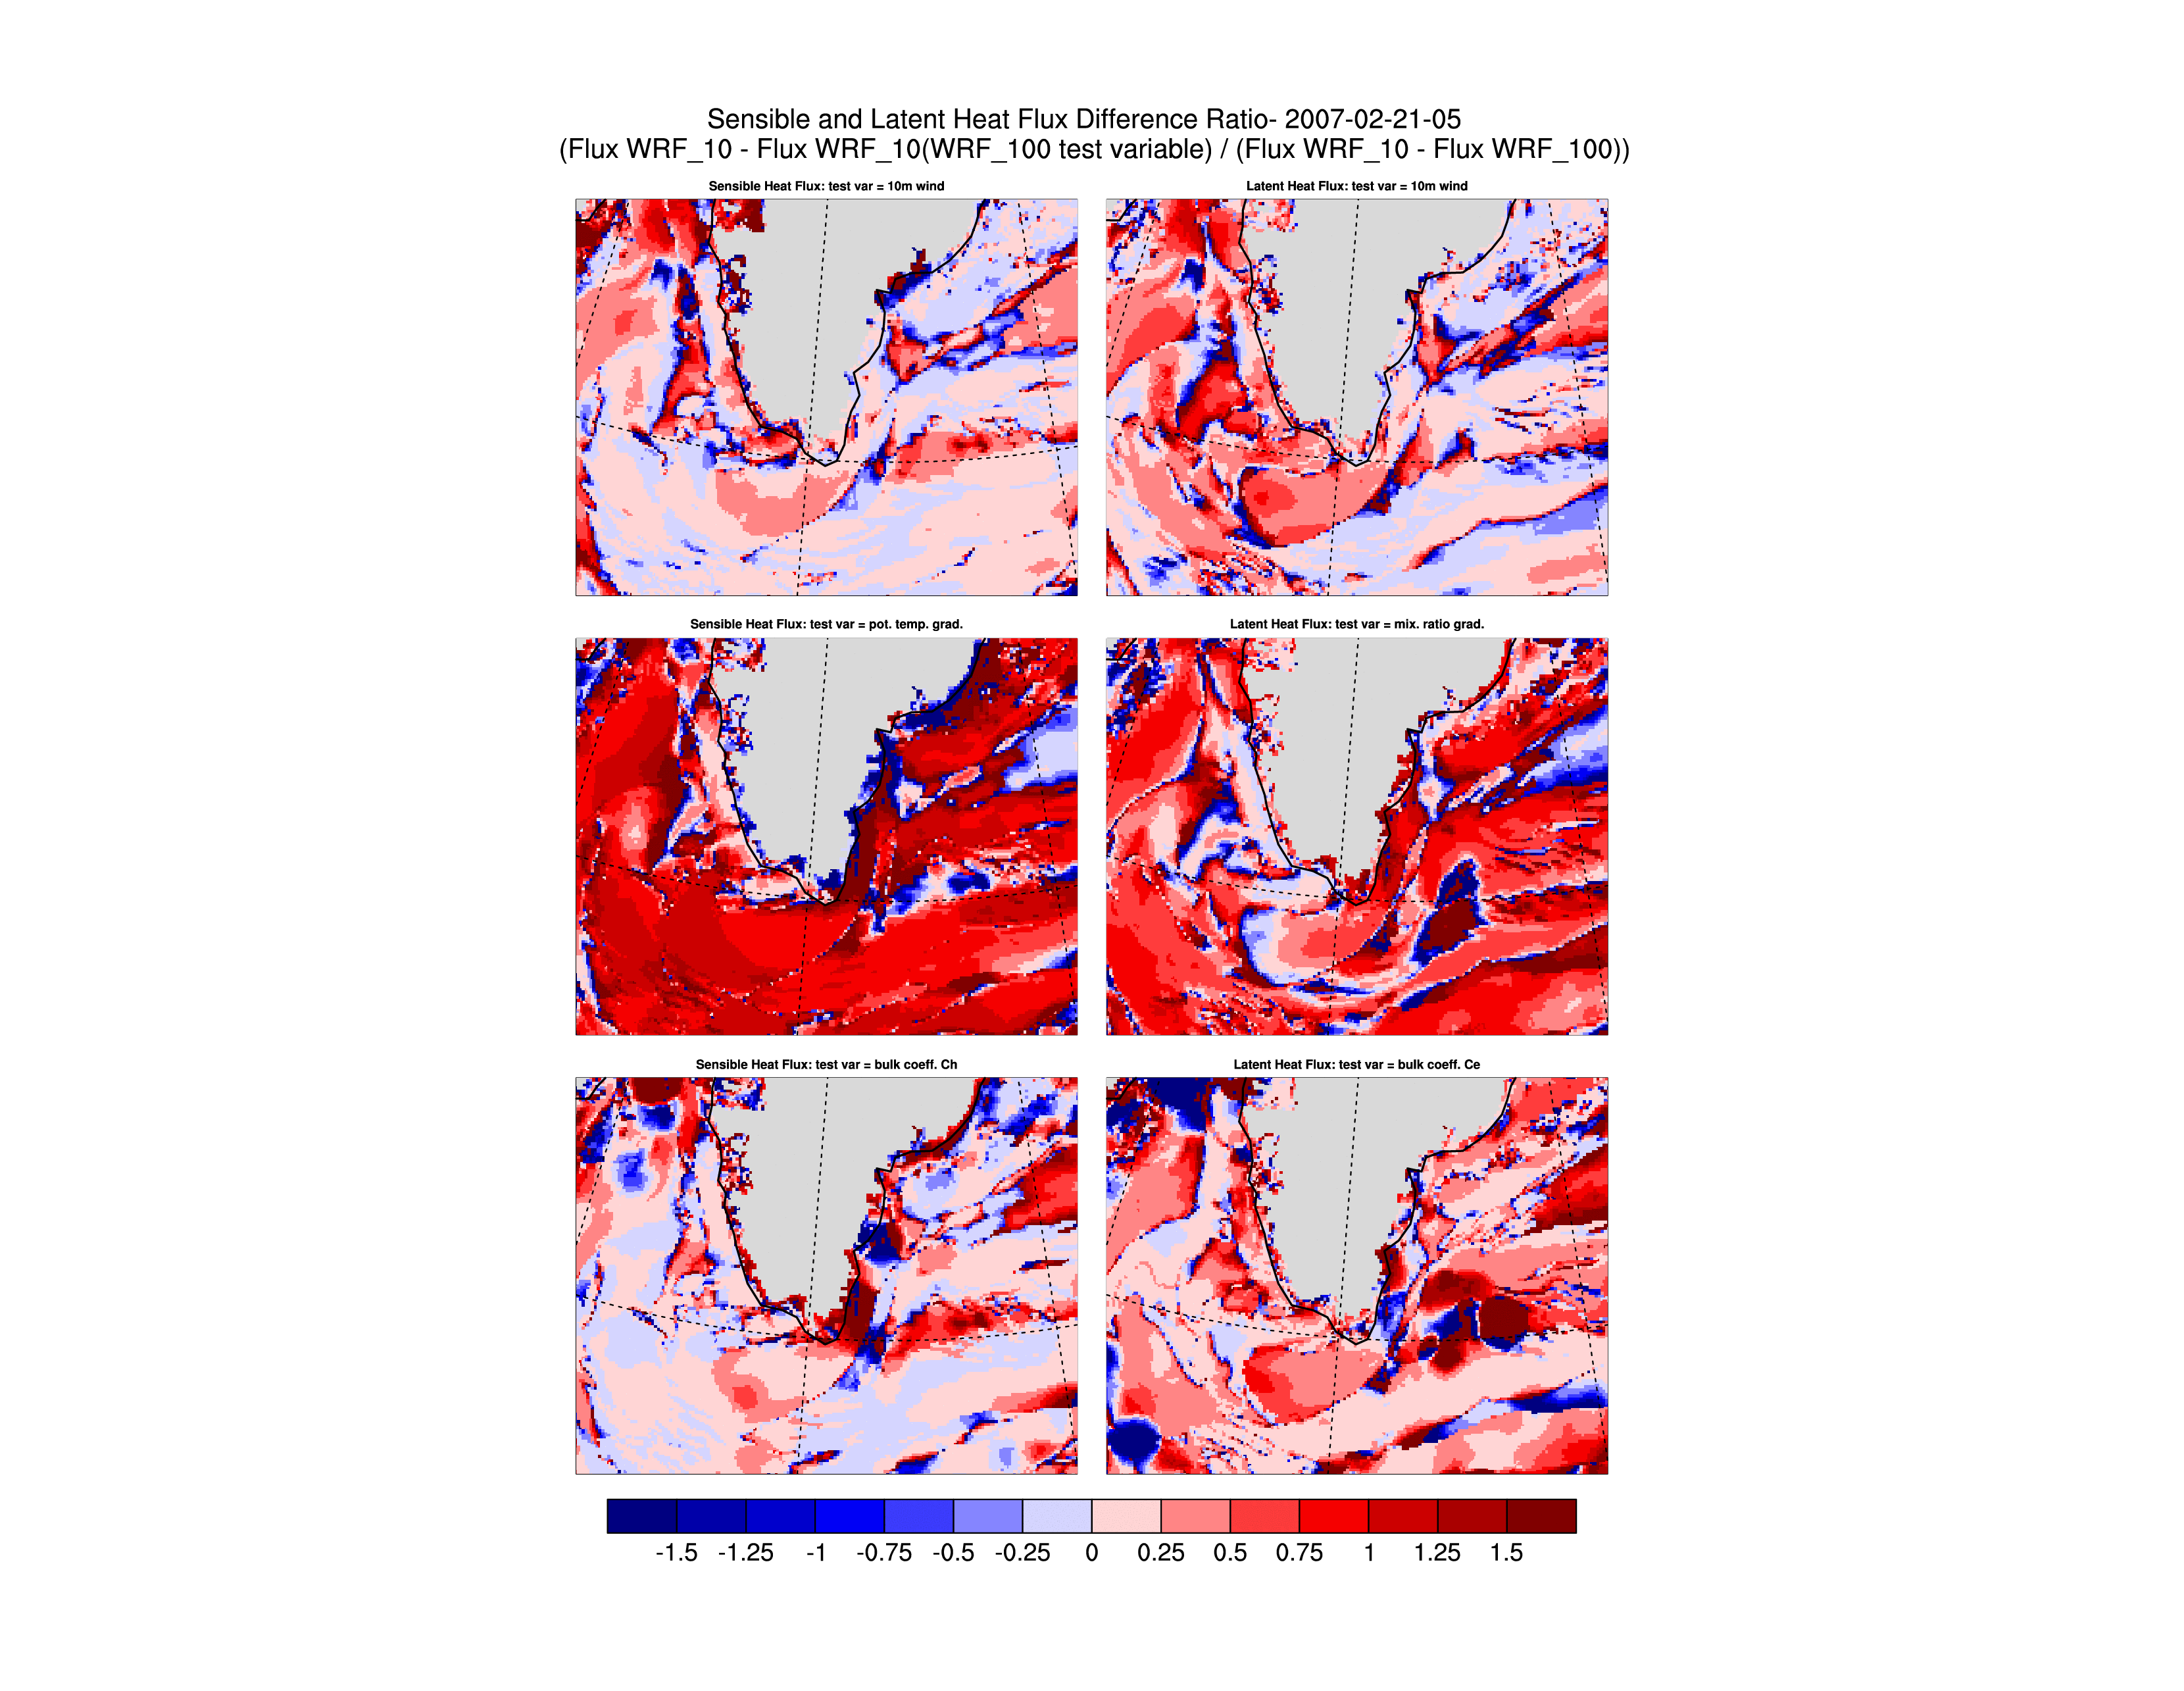 Sensible and Latent Heat Flux Difference Ratio- 2007-02-21-05
(Flux WRF_10 - Flux WRF_10(WRF_100 test variable) / (Flux WRF_10 - Flux WRF_100))
Sensible Heat Flux: test var = 10m wind
Latent Heat Flux: test var = 10m wind
Sensible Heat Flux: test var = pot. temp. grad.
Latent Heat Flux: test var = mix. ratio grad.
Sensible Heat Flux: test var = bulk coeff. Ch
Latent Heat Flux: test var = bulk coeff. Ce
-1.5 -1.25 -1 -0.75 -0.5 -0.25 0 0.25 0.5 0.75 1 1.25 1.5